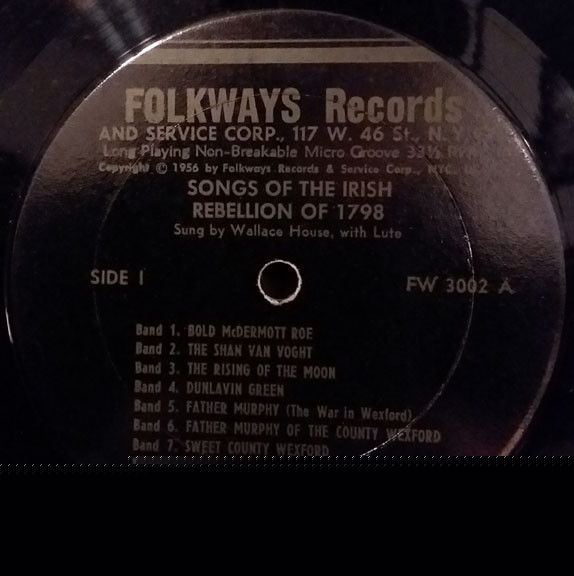 FOLKWAYS Records
AND SERVICE CORP., 117 W. 46 St., N.Y.
Long Playing Non-Breakable Micro Groove 33⅓ RPM
Copyright © 1956 by Folkways Records & Service Corp., NYC,
SONGS OF THE IRISH
REBELLION OF 1798
Sung by Wallace House, with Lute
SIDE I
FW 3002 A
Band 1. BOLD McDERMOTT ROE
Band 2. THE SHAN VAN VOGHT
Band 3. THE RISING OF THE MOON
Band 4. DUNLAVIN GREEN
Band 5. FATHER MURPHY (The War in Wexford)
Band 6. FATHER MURPHY OF THE COUNTY WEXFORD
Band 7. SWEET COUNTY WEXFORD